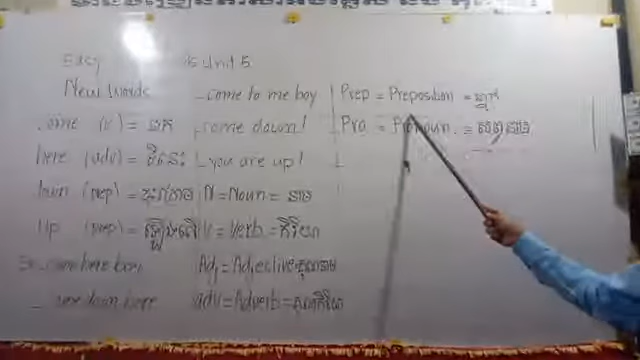 Easy is Unit 5
New Words
come (v) = មក
here (adv) = ទីនេះ
(prep) = ចុះក្រោម
Up (prep) = ឡើងលើ
come here
down here
come to me boy
come down!
you are up!
N = Noun = នាម
V = Verb = កិរិយា
Adj = Adjective = គុណនាម
adv = Adverb = គុណកិរិយា
Prep = Preposition = ធ្នាក់
Pro = Pronoun = សព្វនាម